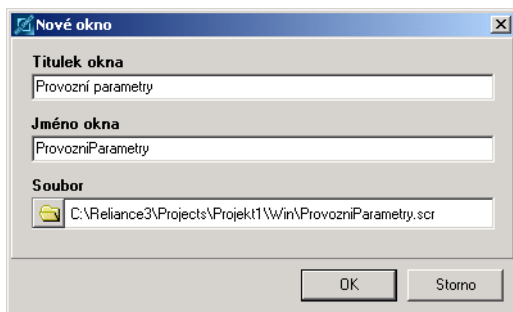 Nové okno
Titulek okna
Provozní parametry
Jméno okna
ProvozniParametry
Soubor
C:\Reliance3\Projects\Projekt1\Win\ProvozniParametry.scr
OK Storno